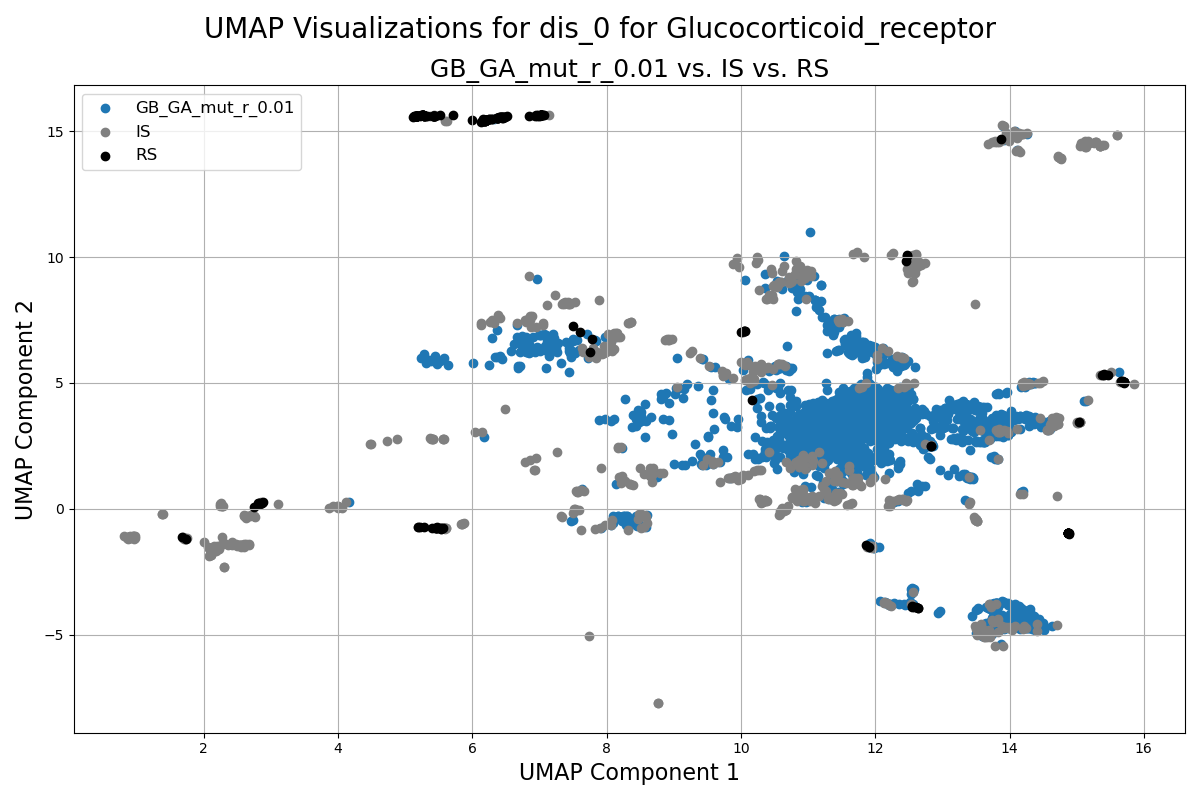 UMAP Visualizations for dis_0 for Glucocorticoid_receptor
GB_GA_mut_r_0.01 vs. IS vs. RS
GB_GA_mut_r_0.01
IS
RS
15
10
5
0
−5
UMAP Component 2
2 4 6 8 10 12 14 16
UMAP Component 1